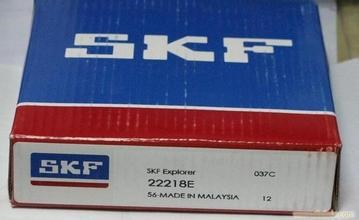 SKF
SKF
SKF Explorer 037C
22218E
56-MADE IN MALAYSIA 12